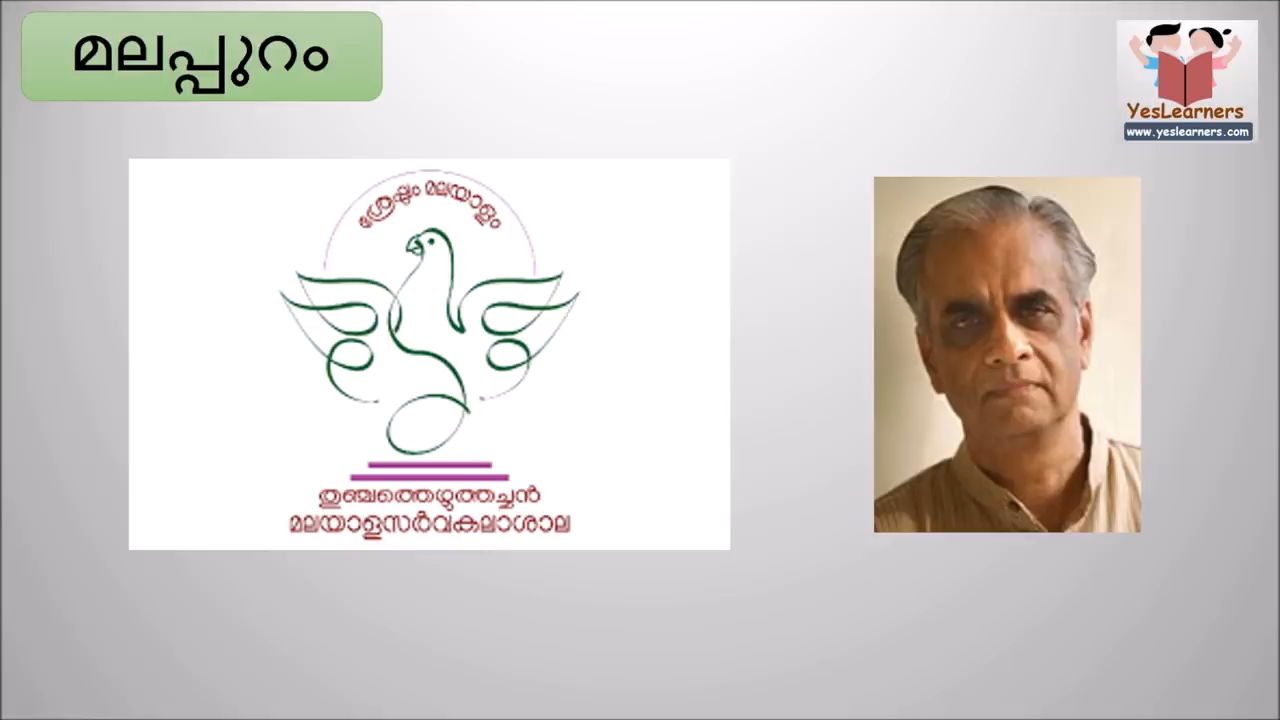 മലപ്പുറം
YesLearners
www.yeslearners.com
ശ്രേഷ്ഠം മലയാളം
തുഞ്ചത്തെഴുത്തച്ഛൻ
മലയാളസർവകലാശാല